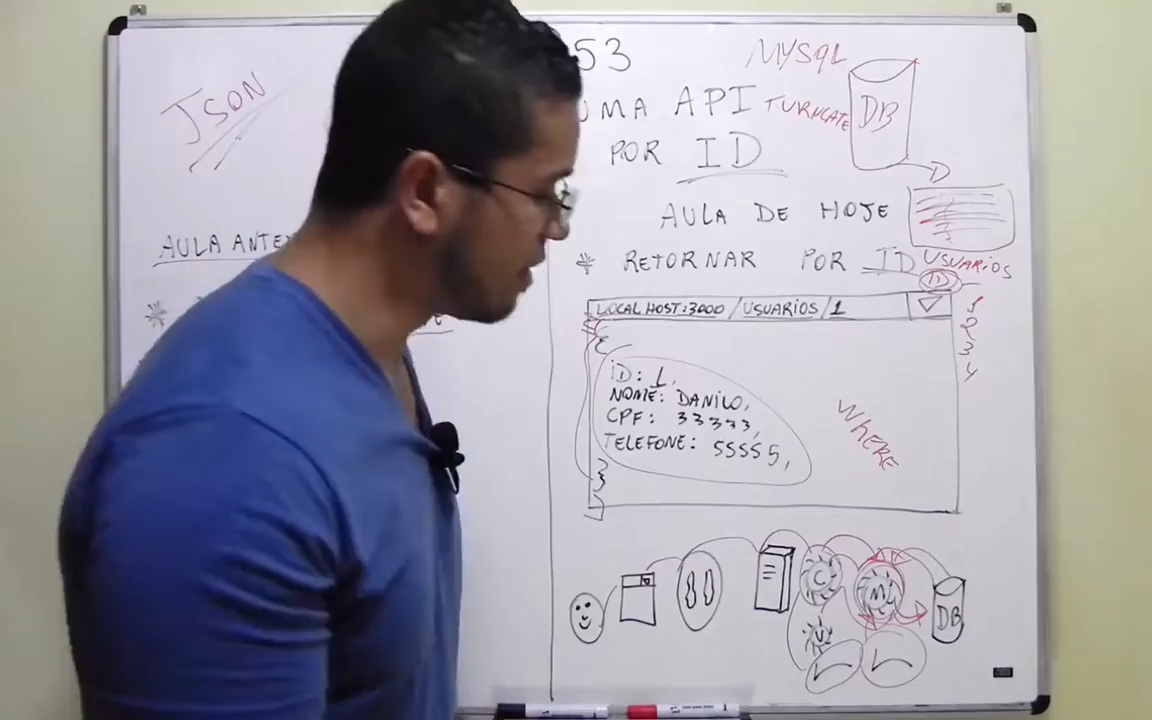 JSON
53
UMA API
POR ID
MYSQL
TURNCATE
DB
AULA DE HOJE
AULA ANTE
* RETORNAR POR ID
USUARIOS
ID
1
2
3
4
LOCALHOST:3000/USUARIOS/1
{
ID: 1,
NOME: DANILO,
CPF: 33333,
TELEFONE: 55555,
}
WHERE
C
M
V
DB